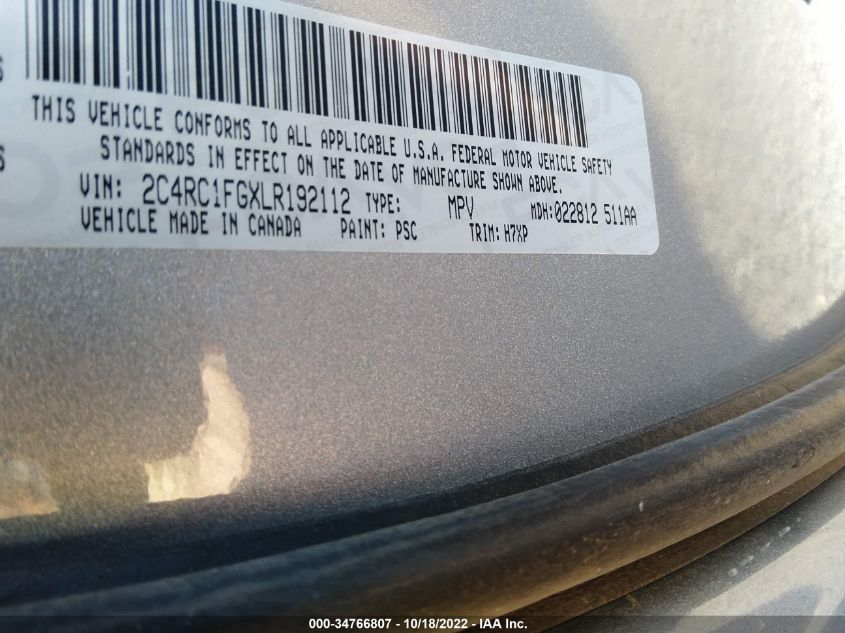 THIS VEHICLE CONFORMS TO ALL APPLICABLE U.S.A. FEDERAL MOTOR VEHICLE SAFETY
STANDARDS IN EFFECT ON THE DATE OF MANUFACTURE SHOWN ABOVE.
VIN: 2C4RC1FGXLR192112 TYPE: MPV MDH:022812 511AA
VEHICLE MADE IN CANADA PAINT: PSC TRIM: H7XP
000-34766807 - 10/18/2022 - IAA Inc.